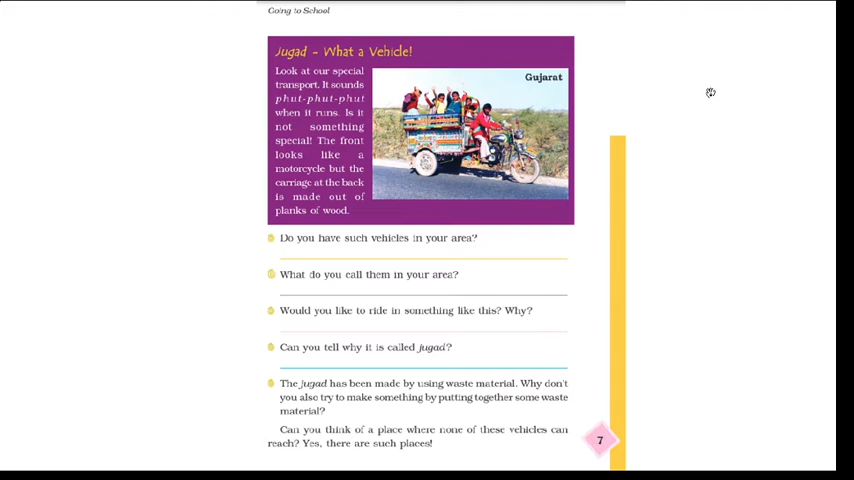 Going to School
Jugad - What a Vehicle!
Look at our special
transport. It sounds
phut-phut-phut
when it runs. Is it
not something
special! The front
looks like a
motorcycle but the
carriage at the back
is made out of
planks of wood.
Gujarat
Do you have such vehicles in your area?
What do you call them in your area?
Would you like to ride in something like this? Why?
Can you tell why it is called jugad?
The jugad has been made by using waste material. Why don't
you also try to make something by putting together some waste
material?
Can you think of a place where none of these vehicles can
reach? Yes, there are such places!
7